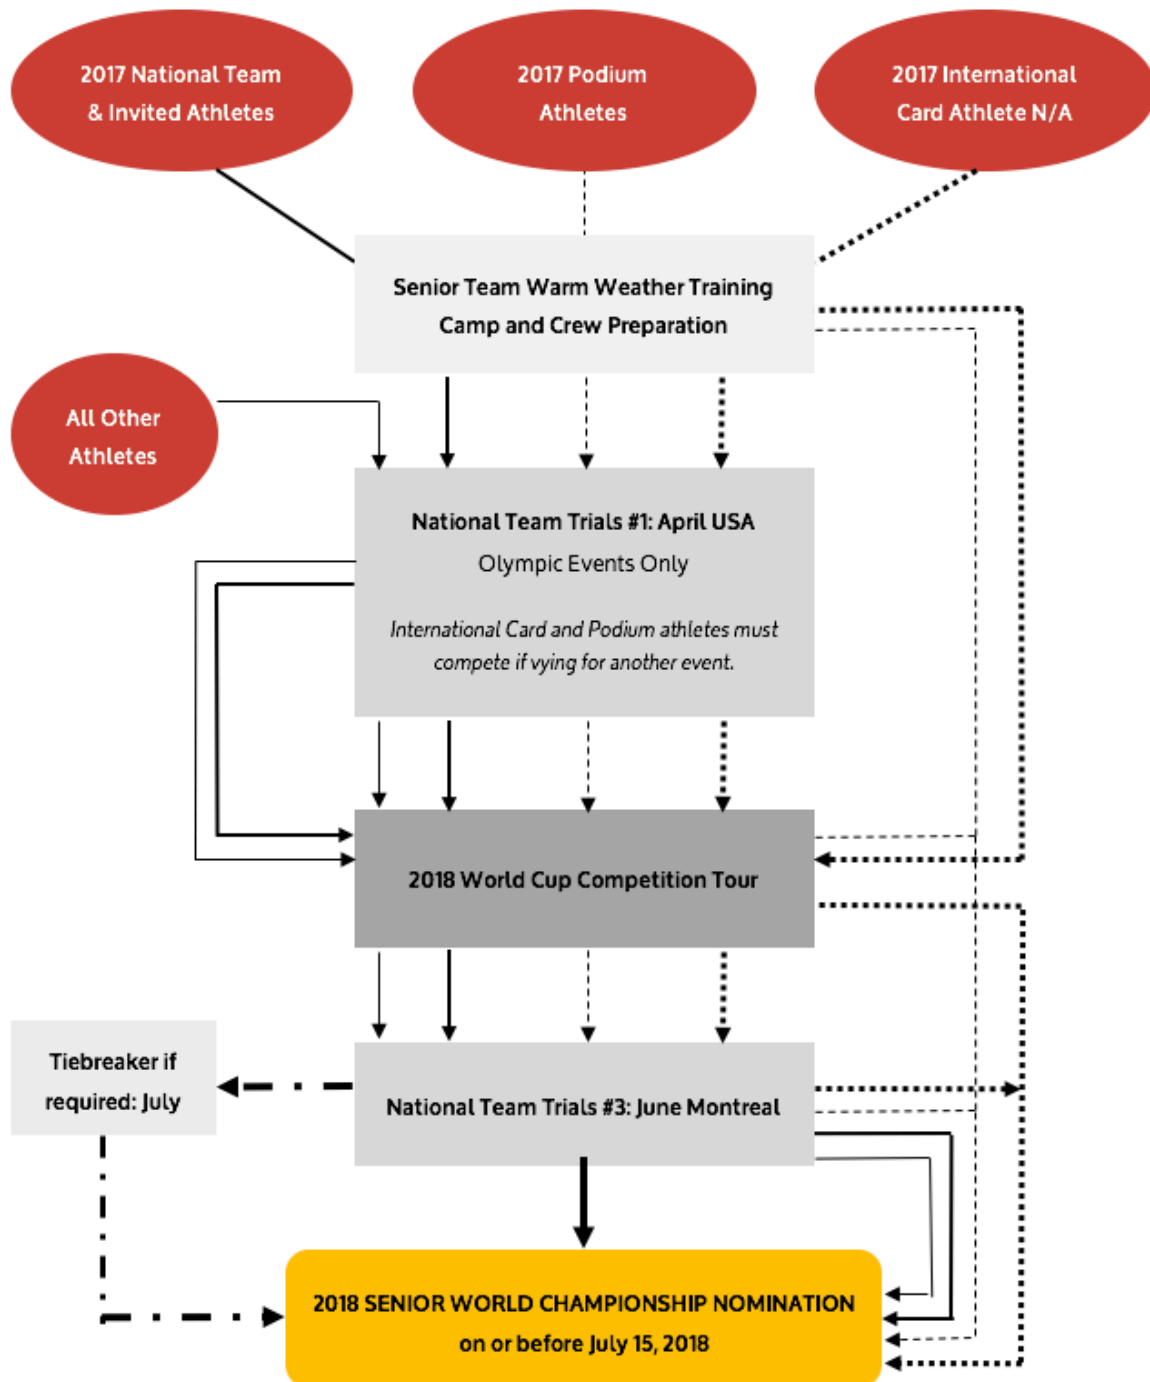 2017 National Team
& Invited Athletes
2017 Podium
Athletes
2017 International
Card Athlete N/A
Senior Team Warm Weather Training
Camp and Crew Preparation
All Other
Athletes
National Team Trials #1: April USA
Olympic Events Only
International Card and Podium athletes must
compete if vying for another event.
2018 World Cup Competition Tour
Tiebreaker if
required: July
National Team Trials #3: June Montreal
2018 SENIOR WORLD CHAMPIONSHIP NOMINATION
on or before July 15, 2018